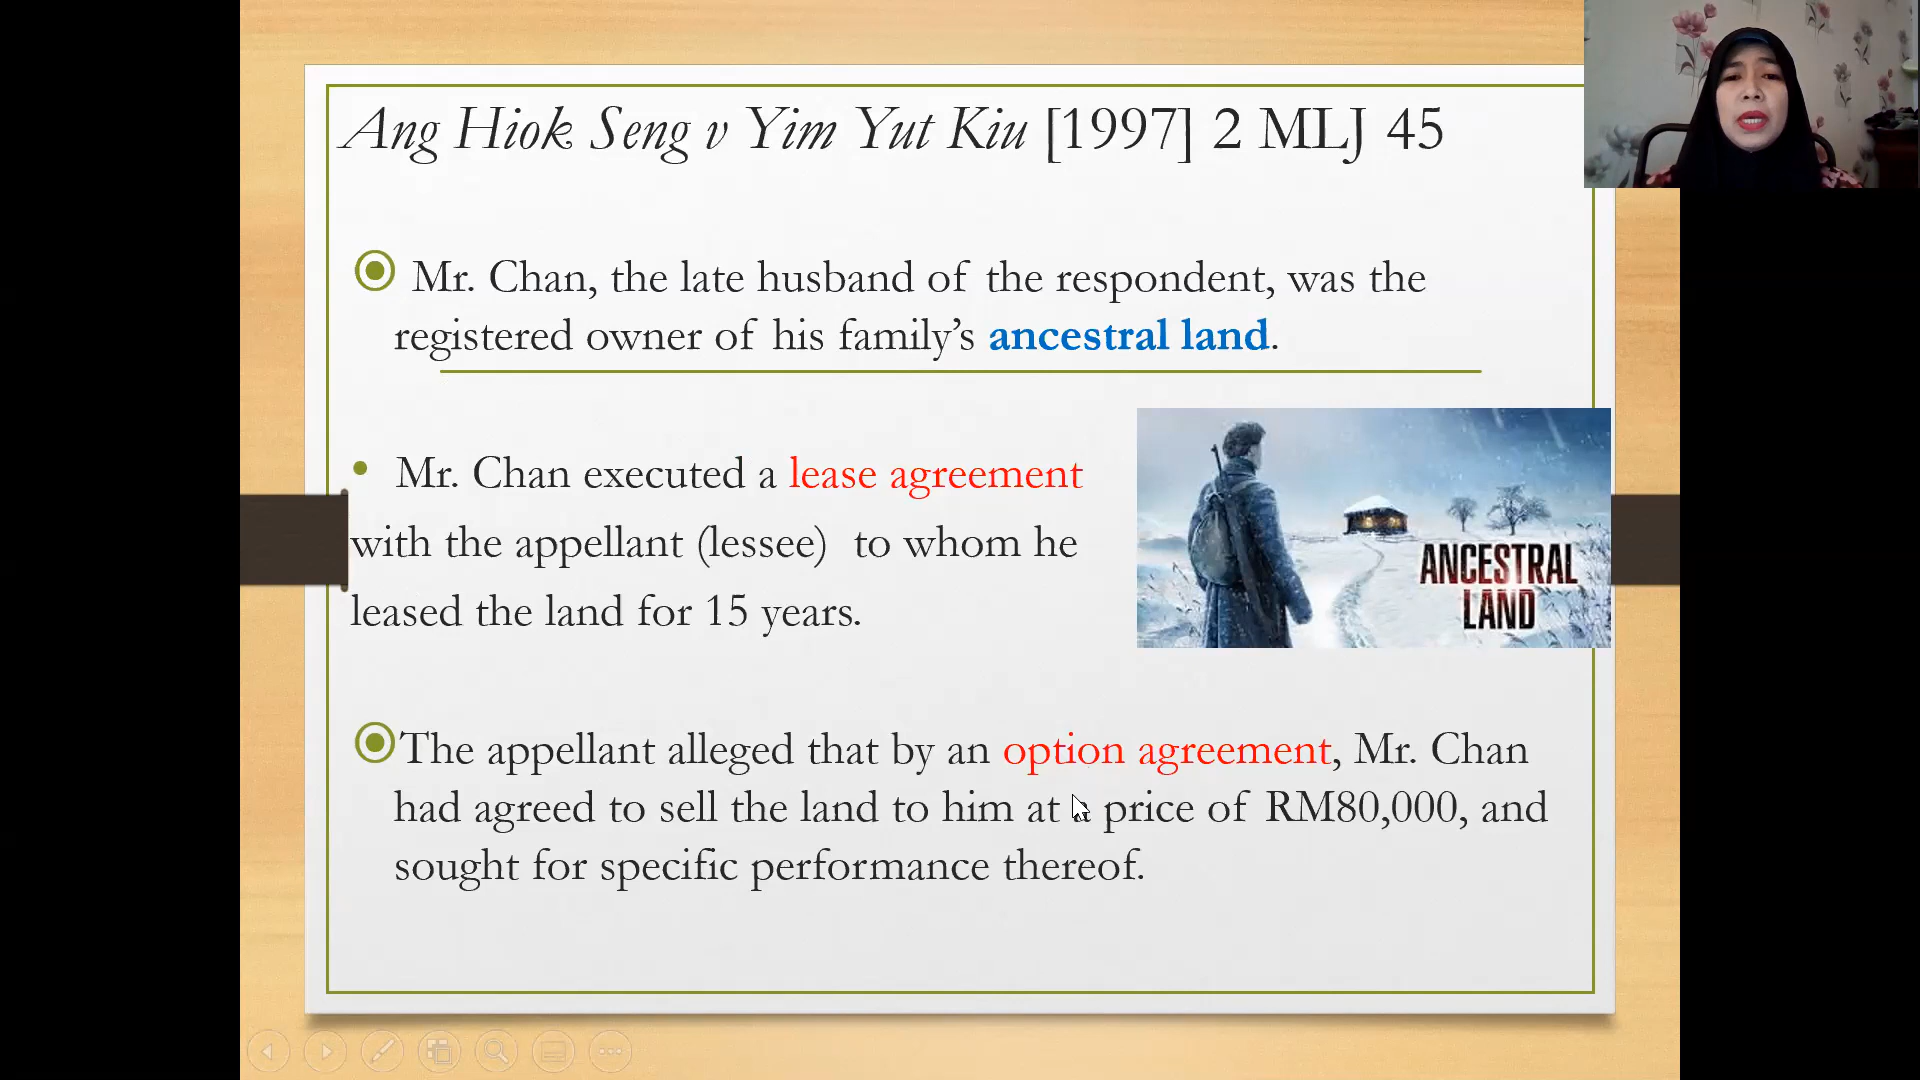 Ang Hiok Seng v Yim Yut Kiu [1997] 2 MLJ 45
Mr. Chan, the late husband of the respondent, was the
registered owner of his family’s ancestral land.
Mr. Chan executed a lease agreement
with the appellant (lessee) to whom he
leased the land for 15 years.
ANCESTRAL
LAND
The appellant alleged that by an option agreement, Mr. Chan
had agreed to sell the land to him at a price of RM80,000, and
sought for specific performance thereof.